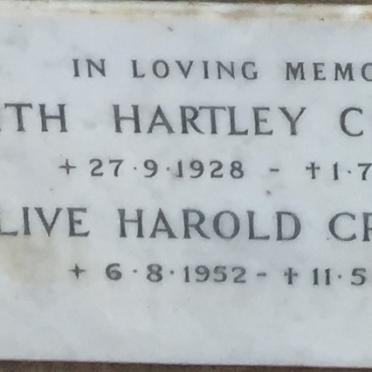 IN LOVING MEMO
TH HARTLEY C
+ 27·9·1928 - † 1·7
LIVE HAROLD CR
+ 6·8·1952 - † 11·5